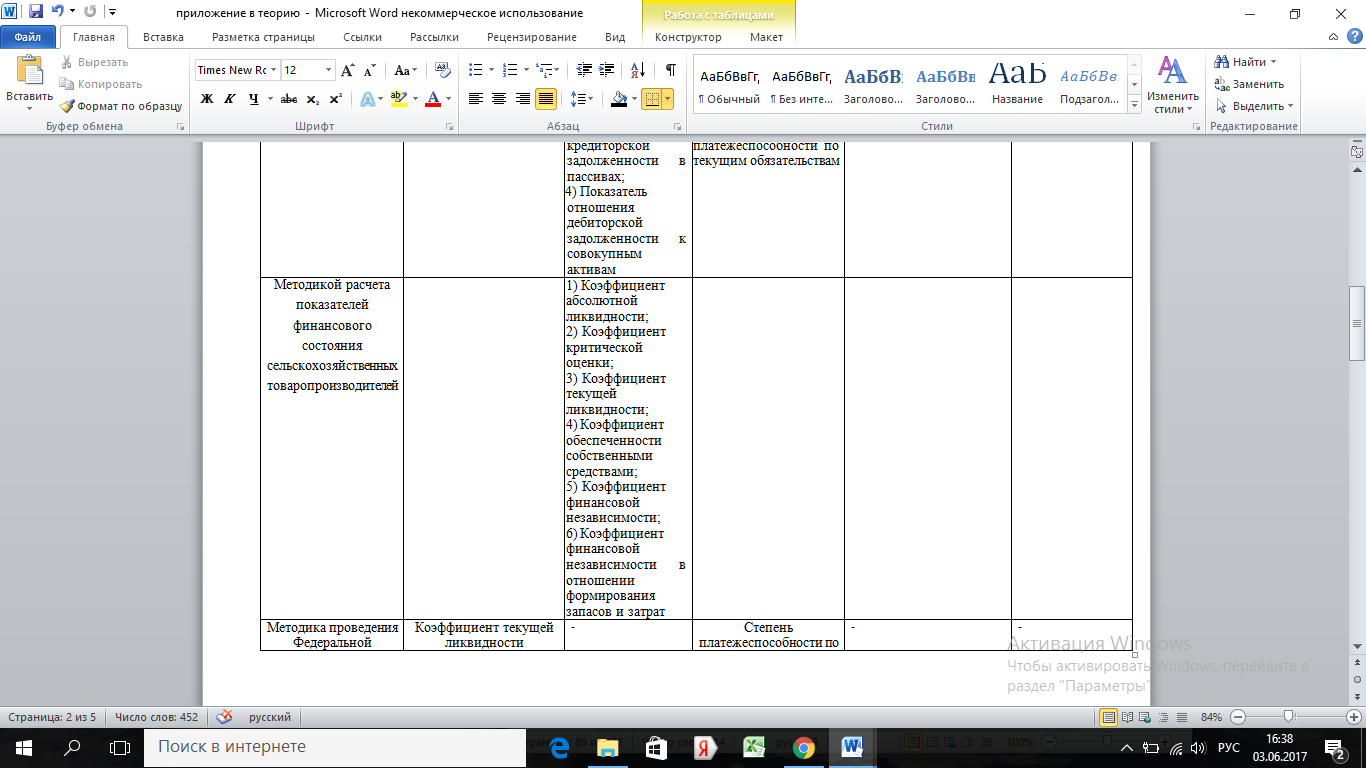 приложение в теорию - Microsoft Word некоммерческое использование
Работа с таблицами
Файл Главная Вставка Разметка страницы Ссылки Рассылки Рецензирование Вид Конструктор Макет
Вставить
Вырезать
Копировать
Формат по образцу
Буфер обмена
Times New Rc 12
Шрифт
Абзац
АаБбВвГг, АаБбВвГг, АаБбВ АаБбВв АаЬ АаБбВв
¶ Обычный ¶ Без инте... Заголово... Заголово... Название Подзагол...
Стили
Изменить
стили
Найти
Заменить
Выделить
Редактирование
кредиторской
задолженности в
пассивах;
4) Показатель
отношения
дебиторской
задолженности к
совокупным
активам
платежеспособности по
текущим обязательствам
Методикой расчета
показателей
финансового
состояния
сельскохозяйственных
товаропроизводителей
1) Коэффициент
абсолютной
ликвидности;
2) Коэффициент
критической
оценки;
3) Коэффициент
текущей
ликвидности;
4) Коэффициент
обеспеченности
собственными
средствами;
5) Коэффициент
финансовой
независимости;
6) Коэффициент
финансовой
независимости в
отношении
формирования
запасов и затрат
Методика проведения
Федеральной
Коэффициент текущей
ликвидности
-
Степень
платежеспособности по
-
-
Активация Windows
Чтобы активировать Windows, перейдите в
раздел "Параметры"
Страница: 2 из 5 Число слов: 452 русский 84%
Поиск в интернете
РУС
16:38
03.06.2017
2